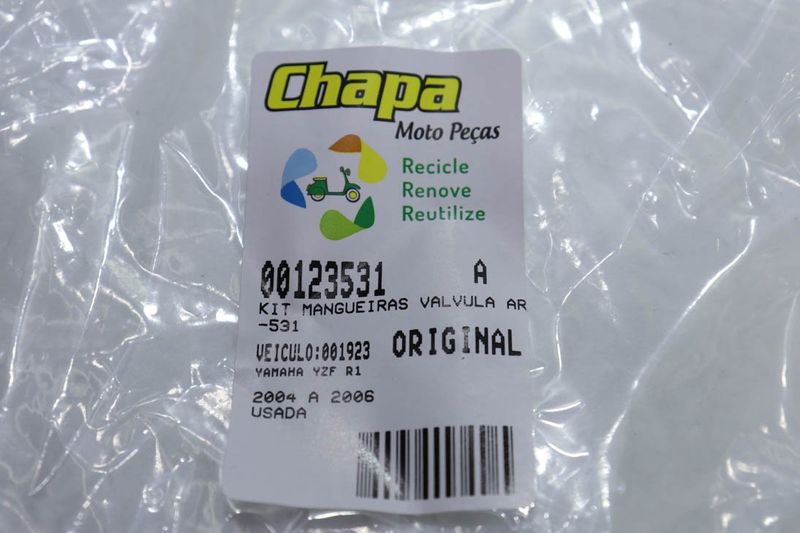 Chapa
Moto Peças
Recicle
Renove
Reutilize
00123531 A
KIT MANGUEIRAS VALVULA AR
-531
VEICULO:001923 ORIGINAL
YAMAHA YZF R1
2004 A 2006
USADA